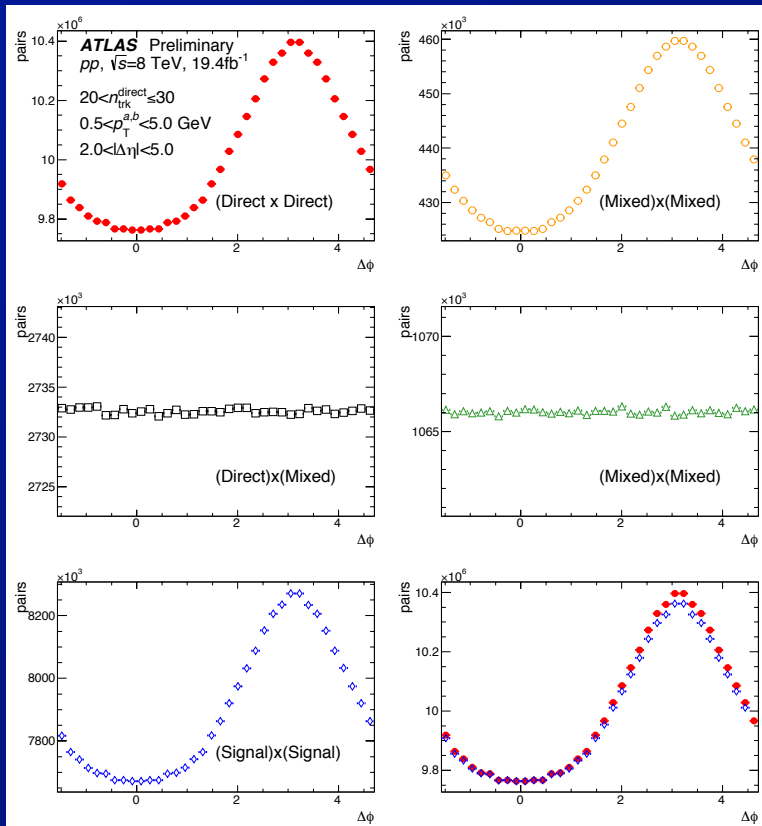 ×10⁶
pairs
10.4
10.2
10
9.8
ATLAS Preliminary
pp, √s=8 TeV, 19.4fb⁻¹
20<n_trk^direct≤30
0.5<p_T^a,b<5.0 GeV
2.0<|Δη|<5.0
(Direct x Direct)
0 2 4
Δϕ
×10³
pairs
460
450
440
430
(Mixed)x(Mixed)
0 2 4
Δϕ
×10³
pairs
2740
2735
2730
2725
(Direct)x(Mixed)
0 2 4
Δϕ
×10³
pairs
1070
1065
(Mixed)x(Mixed)
0 2 4
Δϕ
×10³
pairs
8200
8000
7800
(Signal)x(Signal)
0 2 4
Δϕ
×10⁶
pairs
10.4
10.2
10
9.8
0 2 4
Δϕ